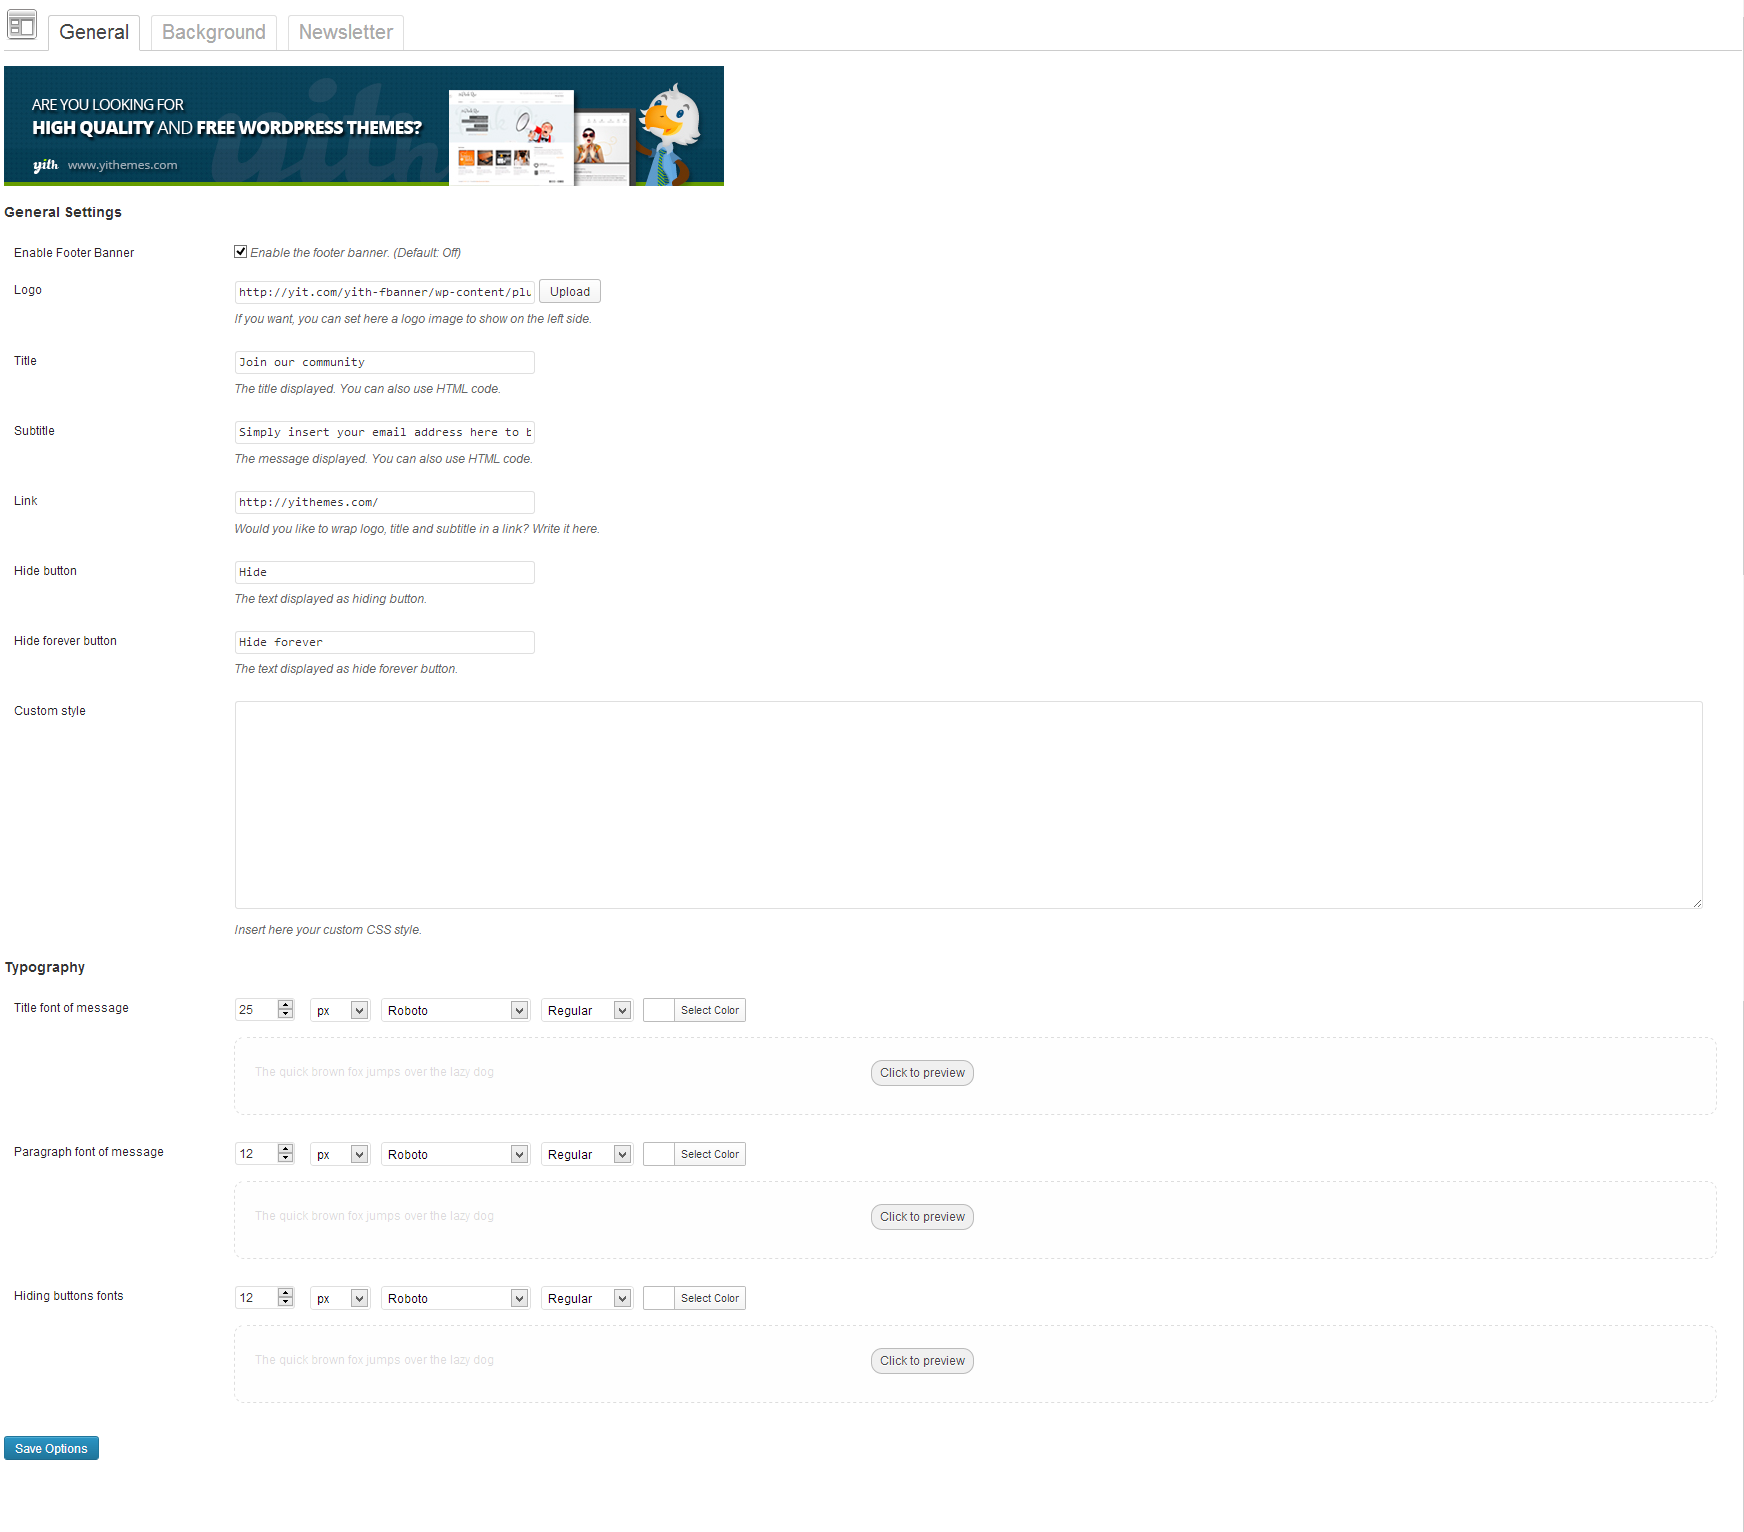 General Background Newsletter
ARE YOU LOOKING FOR
HIGH QUALITY AND FREE WORDPRESS THEMES?
yith www.yithemes.com
General Settings
Enable Footer Banner Enable the footer banner. (Default: Off)
Logo http://yit.com/yith-fbanner/wp-content/plu Upload
If you want, you can set here a logo image to show on the left side.
Title Join our community
The title displayed. You can also use HTML code.
Subtitle Simply insert your email address here to b
The message displayed. You can also use HTML code.
Link http://yithemes.com/
Would you like to wrap logo, title and subtitle in a link? Write it here.
Hide button Hide
The text displayed as hiding button.
Hide forever button Hide forever
The text displayed as hide forever button.
Custom style
Insert here your custom CSS style.
Typography
Title font of message 25 px Roboto Regular Select Color
The quick brown fox jumps over the lazy dog Click to preview
Paragraph font of message 12 px Roboto Regular Select Color
The quick brown fox jumps over the lazy dog Click to preview
Hiding buttons fonts 12 px Roboto Regular Select Color
The quick brown fox jumps over the lazy dog Click to preview
Save Options